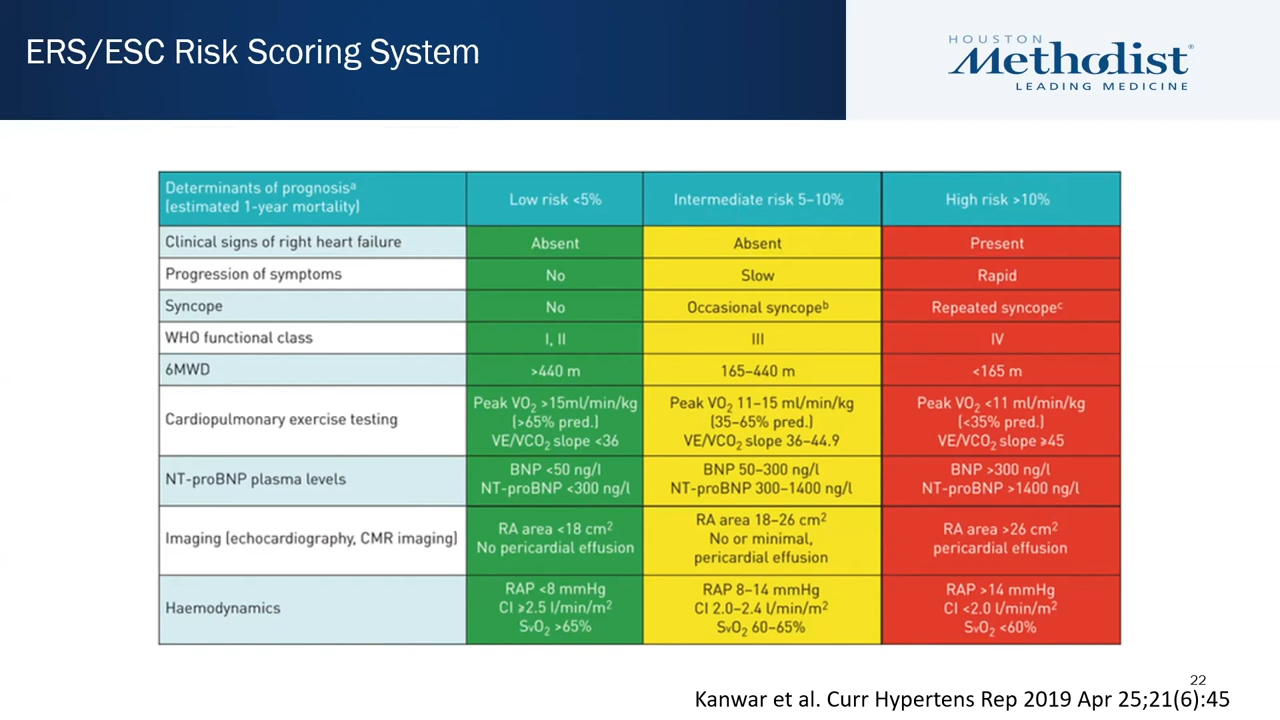 ERS/ESC Risk Scoring System
HOUSTON
Methodist®
LEADING MEDICINE
Determinants of prognosisᵃ
(estimated 1-year mortality)
Low risk <5%
Intermediate risk 5–10%
High risk >10%
Clinical signs of right heart failure
Absent
Absent
Present
Progression of symptoms
No
Slow
Rapid
Syncope
No
Occasional syncopeᵇ
Repeated syncopeᶜ
WHO functional class
I, II
III
IV
6MWD
>440 m
165–440 m
<165 m
Cardiopulmonary exercise testing
Peak VO₂ >15ml/min/kg
(>65% pred.)
VE/VCO₂ slope <36
Peak VO₂ 11–15 ml/min/kg
(35–65% pred.)
VE/VCO₂ slope 36–44.9
Peak VO₂ <11 ml/min/kg
(<35% pred.)
VE/VCO₂ slope ≥45
NT-proBNP plasma levels
BNP <50 ng/l
NT-proBNP <300 ng/l
BNP 50–300 ng/l
NT-proBNP 300–1400 ng/l
BNP >300 ng/l
NT-proBNP >1400 ng/l
Imaging (echocardiography, CMR imaging)
RA area <18 cm²
No pericardial effusion
RA area 18–26 cm²
No or minimal,
pericardial effusion
RA area >26 cm²
pericardial effusion
Haemodynamics
RAP <8 mmHg
CI ≥2.5 l/min/m²
SvO₂ >65%
RAP 8–14 mmHg
CI 2.0–2.4 l/min/m²
SvO₂ 60–65%
RAP >14 mmHg
CI <2.0 l/min/m²
SvO₂ <60%
22
Kanwar et al. Curr Hypertens Rep 2019 Apr 25;21(6):45